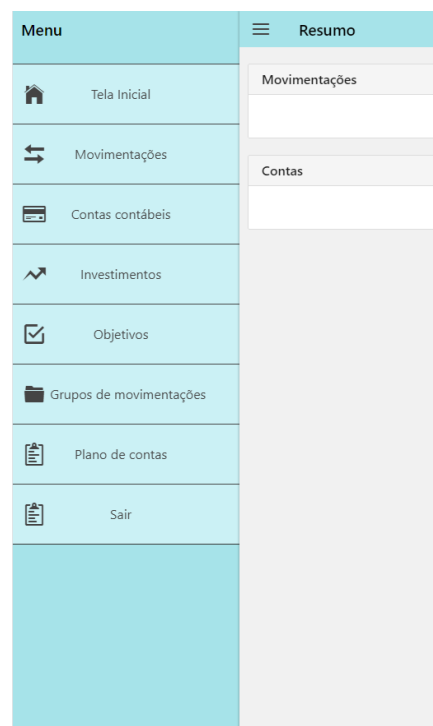 Menu
Tela Inicial
Movimentações
Contas contábeis
Investimentos
Objetivos
Grupos de movimentações
Plano de contas
Sair
Resumo
Movimentações
Contas